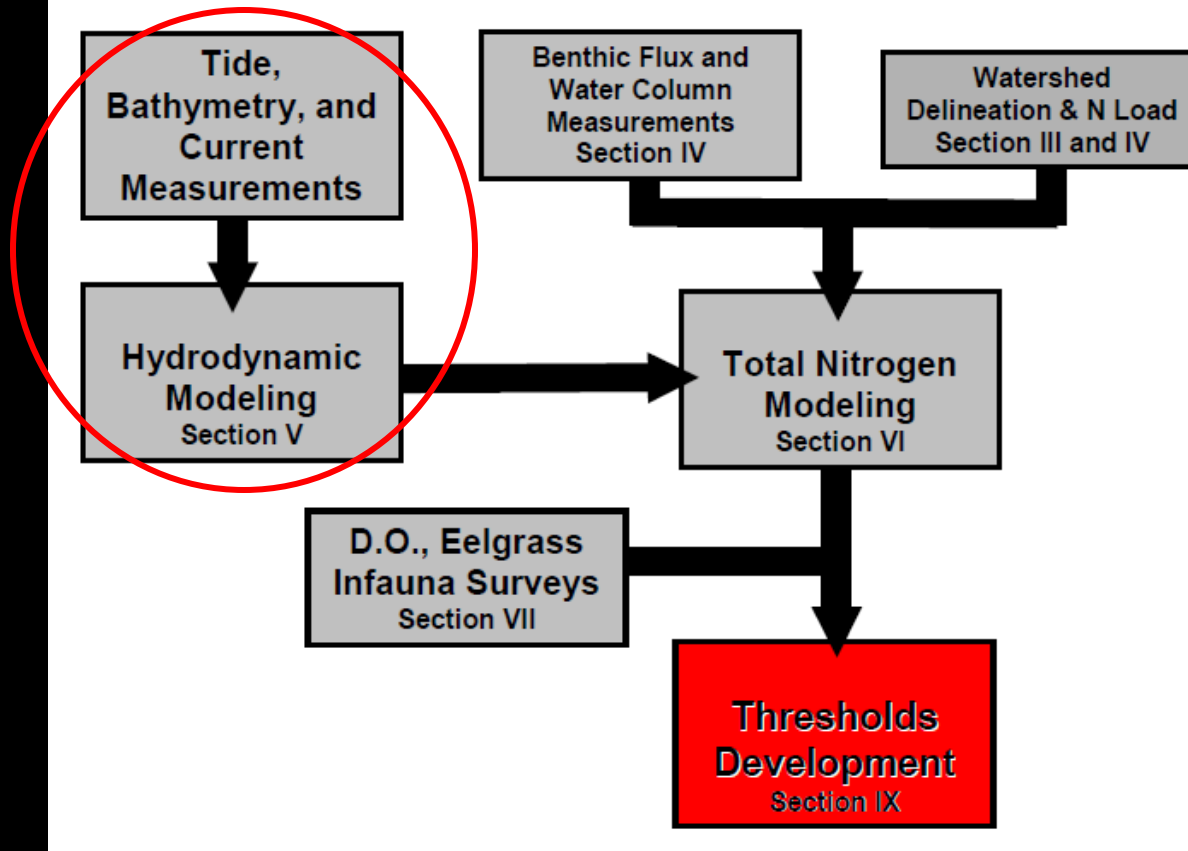 Tide,
Bathymetry, and
Current
Measurements
Benthic Flux and
Water Column
Measurements
Section IV
Watershed
Delineation & N Load
Section III and IV
Hydrodynamic
Modeling
Section V
Total Nitrogen
Modeling
Section VI
D.O., Eelgrass
Infauna Surveys
Section VII
Thresholds
Development
Section IX